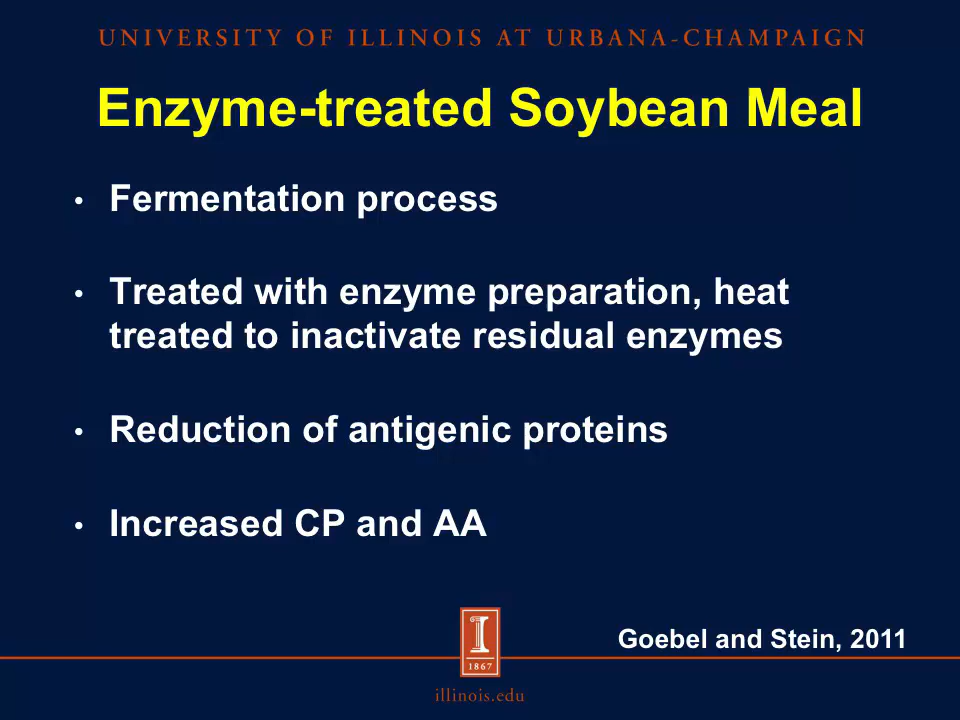 UNIVERSITY OF ILLINOIS AT URBANA-CHAMPAIGN
Enzyme-treated Soybean Meal
• Fermentation process
• Treated with enzyme preparation, heat
treated to inactivate residual enzymes
• Reduction of antigenic proteins
• Increased CP and AA
Goebel and Stein, 2011
I
1867
illinois.edu